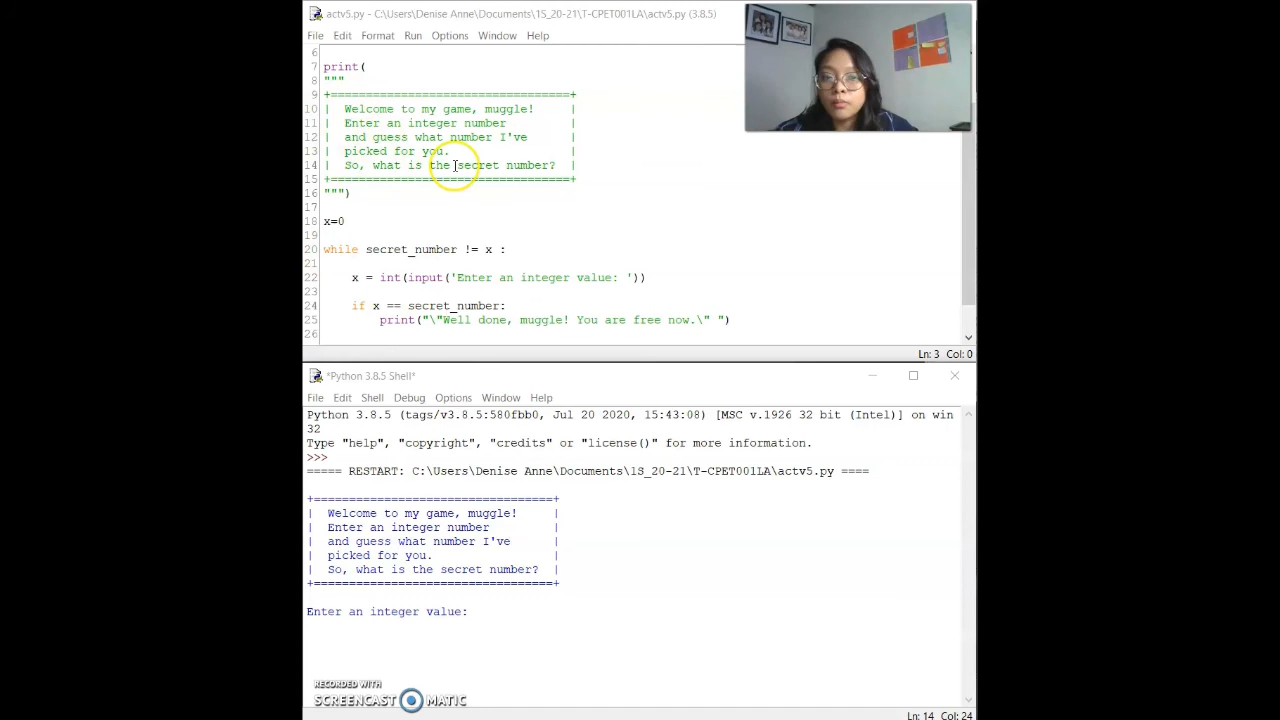 actv5.py - C:\Users\Denise Anne\Documents\1S_20-21\T-CPET001LA\actv5.py (3.8.5)
File Edit Format Run Options Window Help
6
7 print(
8 """
9 +==================================+
10 |  Welcome to my game, muggle!     |
11 |  Enter an integer number         |
12 |  and guess what number I've      |
13 |  picked for you.                 |
14 |  So, what is the secret number?  |
15 +==================================+
16 """)
17
18 x=0
19
20 while secret_number != x :
21
22     x = int(input('Enter an integer value: '))
23
24     if x == secret_number:
25         print("\"Well done, muggle! You are free now.\" ")
26
Ln: 3 Col: 0
*Python 3.8.5 Shell*
File Edit Shell Debug Options Window Help
Python 3.8.5 (tags/v3.8.5:580fbb0, Jul 20 2020, 15:43:08) [MSC v.1926 32 bit (Intel)] on win
32
Type "help", "copyright", "credits" or "license()" for more information.
>>>
===== RESTART: C:\Users\Denise Anne\Documents\1S_20-21\T-CPET001LA\actv5.py ====
+==================================+
|  Welcome to my game, muggle!     |
|  Enter an integer number         |
|  and guess what number I've      |
|  picked for you.                 |
|  So, what is the secret number?  |
+==================================+
Enter an integer value:
RECORDED WITH
SCREENCAST MATIC
Ln: 14 Col: 24